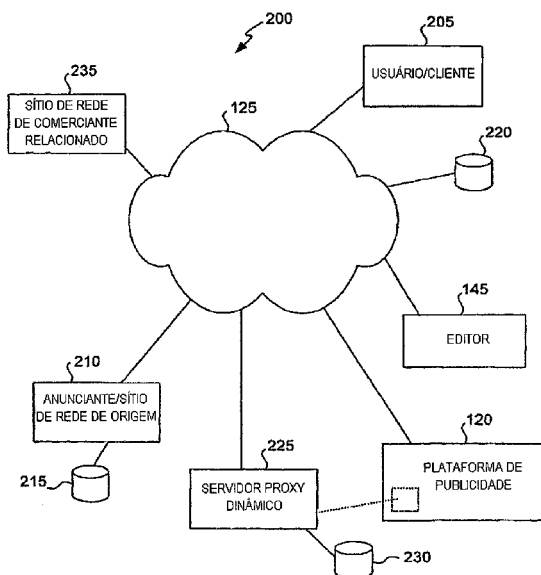 200
205
USUÁRIO/CLIENTE
235
SÍTIO DE REDE
DE COMERCIANTE
RELACIONADO
125
220
145
EDITOR
210
ANUNCIANTE/SÍTIO
DE REDE DE ORIGEM
215
225
SERVIDOR PROXY
DINÂMICO
120
PLATAFORMA DE
PUBLICIDADE
230